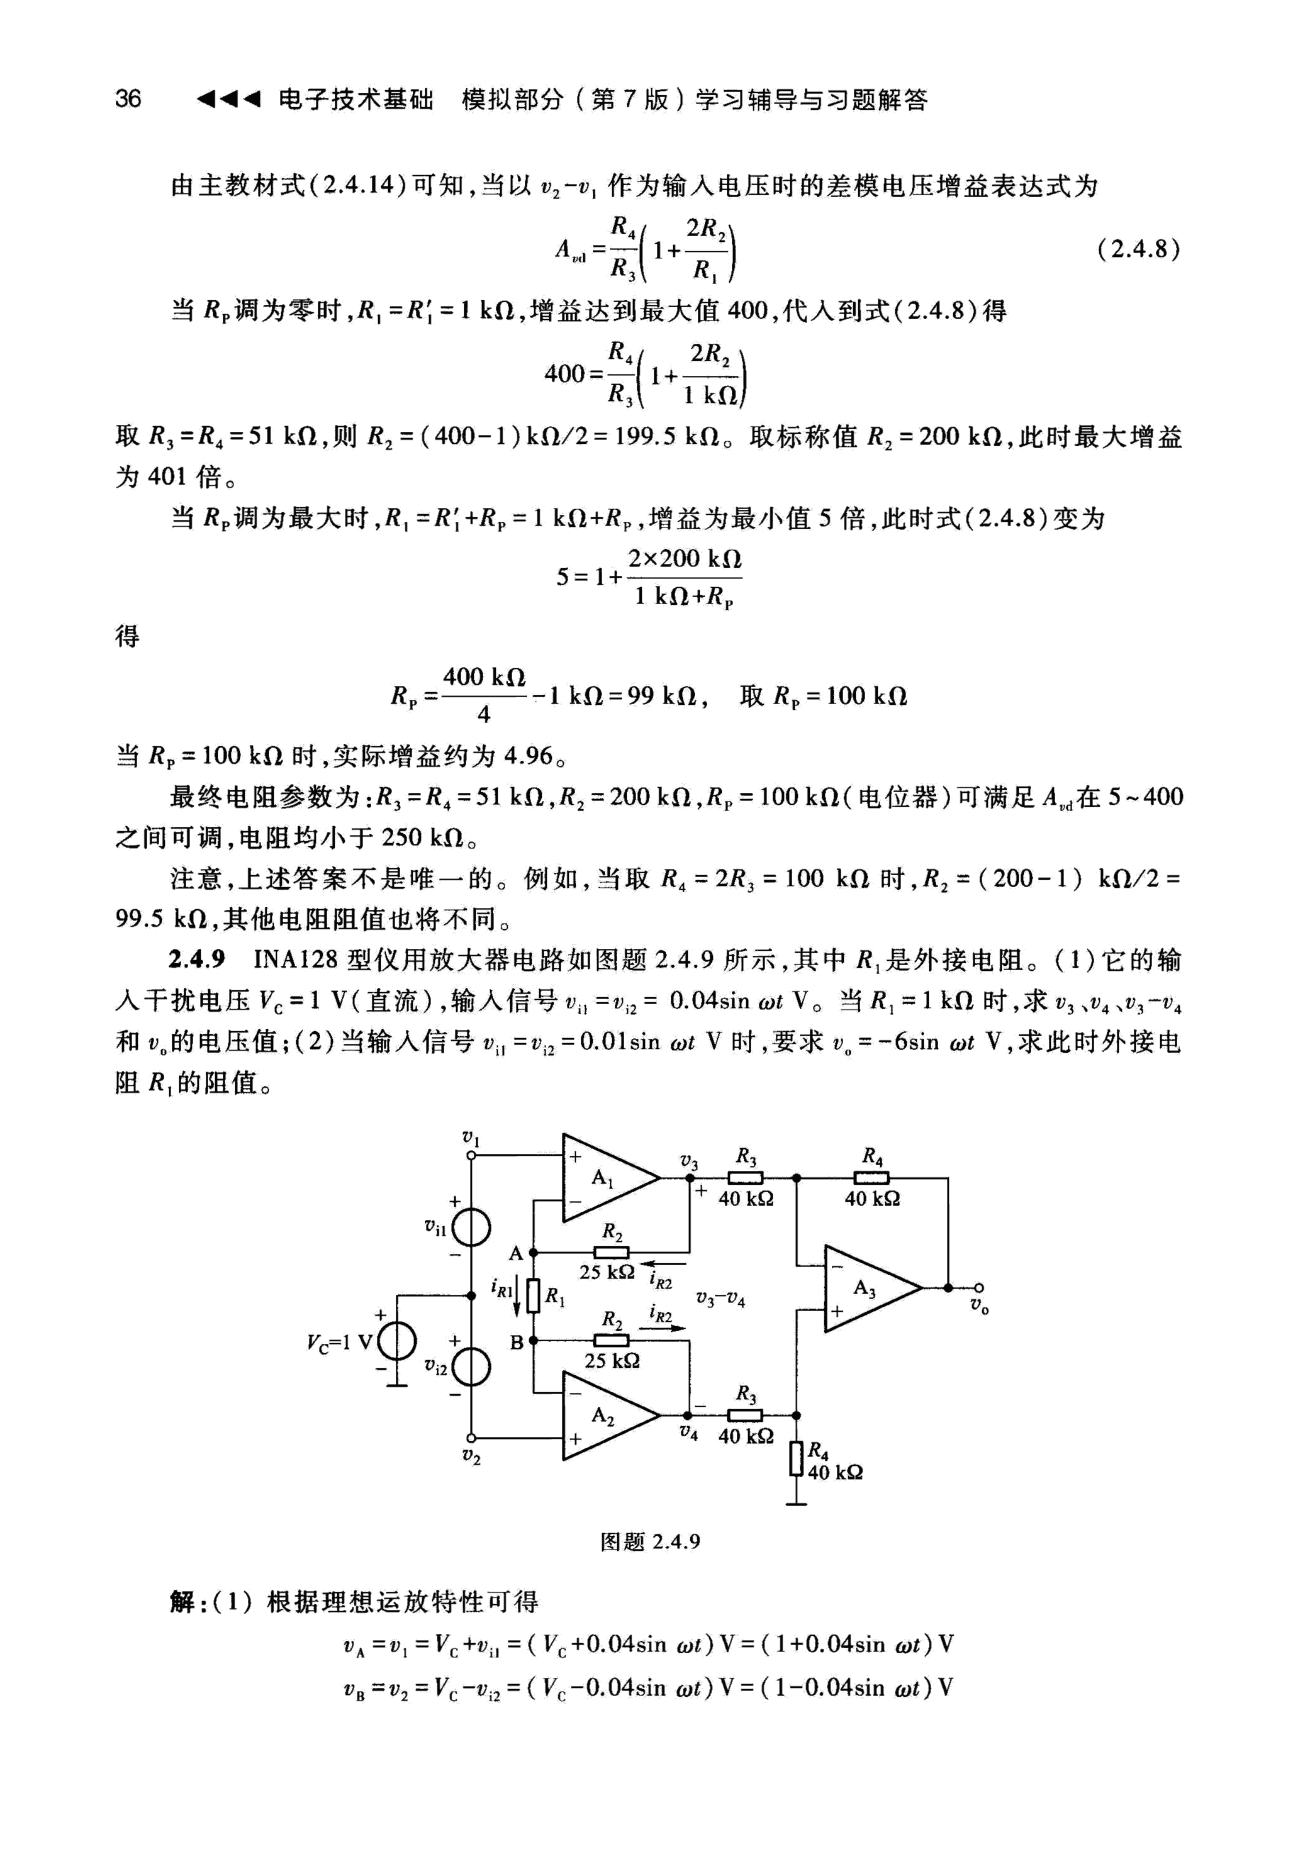 36 ◀◀◀ 电子技术基础 模拟部分(第7版)学习辅导与习题解答
由主教材式(2.4.14)可知,当以 v₂-v₁ 作为输入电压时的差模电压增益表达式为
A_vd = R₄/R₃ (1 + 2R₂/R₁) (2.4.8)
当 R_P调为零时,R₁=R′₁=1 kΩ,增益达到最大值 400,代入到式(2.4.8)得
400 = R₄/R₃ (1 + 2R₂/1 kΩ)
取 R₃=R₄=51 kΩ,则 R₂=(400-1)kΩ/2=199.5 kΩ。取标称值 R₂=200 kΩ,此时最大增益
为 401 倍。
当 R_P调为最大时,R₁=R′₁+R_P=1 kΩ+R_P,增益为最小值 5 倍,此时式(2.4.8)变为
5 = 1 + 2×200 kΩ/(1 kΩ+R_P)
得
R_P = 400 kΩ/4 - 1 kΩ = 99 kΩ, 取 R_P=100 kΩ
当 R_P=100 kΩ 时,实际增益约为 4.96。
最终电阻参数为:R₃=R₄=51 kΩ,R₂=200 kΩ,R_P=100 kΩ(电位器)可满足 A_vd在 5~400
之间可调,电阻均小于 250 kΩ。
注意,上述答案不是唯一的。例如,当取 R₄=2R₃=100 kΩ 时,R₂=(200-1) kΩ/2=
99.5 kΩ,其他电阻阻值也将不同。
2.4.9 INA128 型仪用放大器电路如图题 2.4.9 所示,其中 R₁是外接电阻。(1)它的输
入干扰电压 V_C=1 V(直流),输入信号 v_i1=v_i2=0.04sin ωt V。当 R₁=1 kΩ 时,求 v₃、v₄、v₃-v₄
和 v_o的电压值;(2)当输入信号 v_i1=v_i2=0.01sin ωt V 时,要求 v_o=-6sin ωt V,求此时外接电
阻 R₁的阻值。
v₁
+
A₁
-
v₃
+
R₃
40 kΩ
R₄
40 kΩ
+
v_i1
-
A
R₂
25 kΩ
i_R2
i_R1
R₁
v₃-v₄
-
A₃
+
v_o
+
V_C=1 V
-
+
v_i2
-
B
R₂
i_R2
25 kΩ
-
A₂
+
-
v₄
R₃
40 kΩ
R₄
40 kΩ
v₂
图题 2.4.9
解:(1) 根据理想运放特性可得
v_A=v₁=V_C+v_i1=(V_C+0.04sin ωt)V=(1+0.04sin ωt)V
v_B=v₂=V_C-v_i2=(V_C-0.04sin ωt)V=(1-0.04sin ωt)V